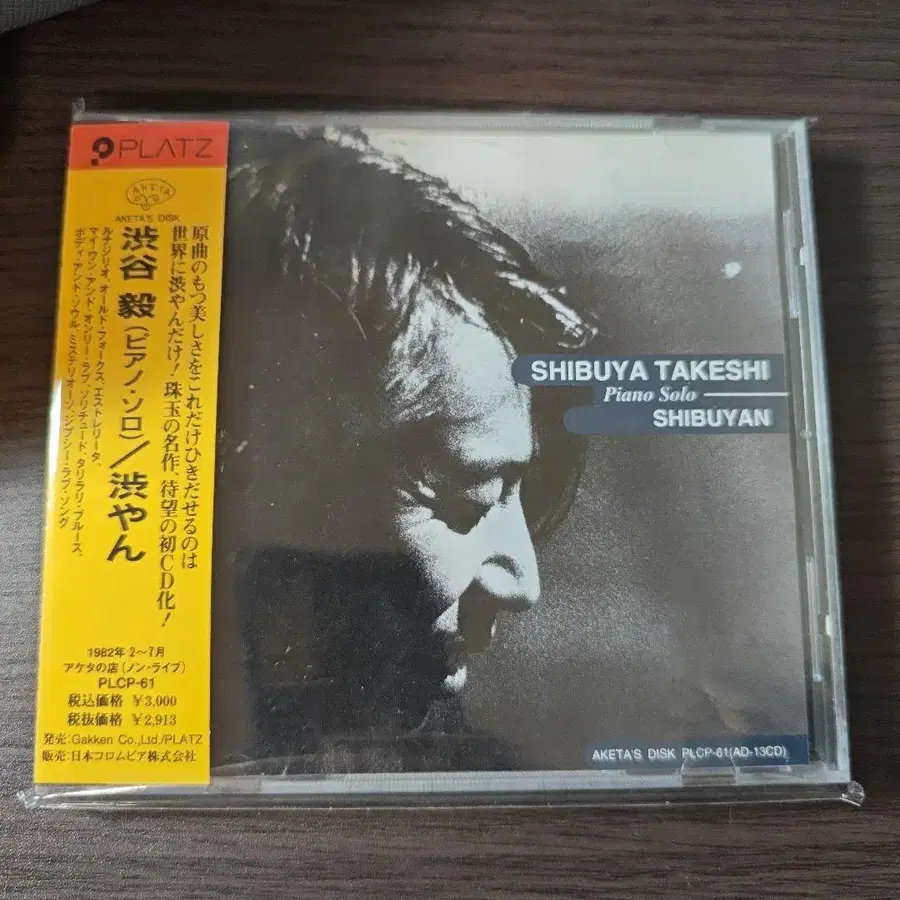 PLATZ
AKETA
AKETA'S DISK
原曲のもつ美しさをこれだけひきだせるのは
世界に渋やんだけ!珠玉の名作、待望の初CD化!
渋谷 毅(ピアノ・ソロ)/渋やん
ルナジリオ、オールド・フォークス、エストレリータ、
マイ・ワン・アンド・オンリー・ラブ、ソリチュード、タリラリ・ブルース、
ボディ・アンド・ソウル、ミステリオーソ、ジプシー・ラブ・ソング
1982年 2〜7月
アケタの店(ノン・ライブ)
PLCP-61
税込価格 ¥3,000
税抜価格 ¥2,913
発売:Gakken Co.,Ltd./PLATZ
販売:日本コロムビア株式会社
SHIBUYA TAKESHI
Piano Solo
SHIBUYAN
AKETA'S DISK PLCP-61(AD-13CD)